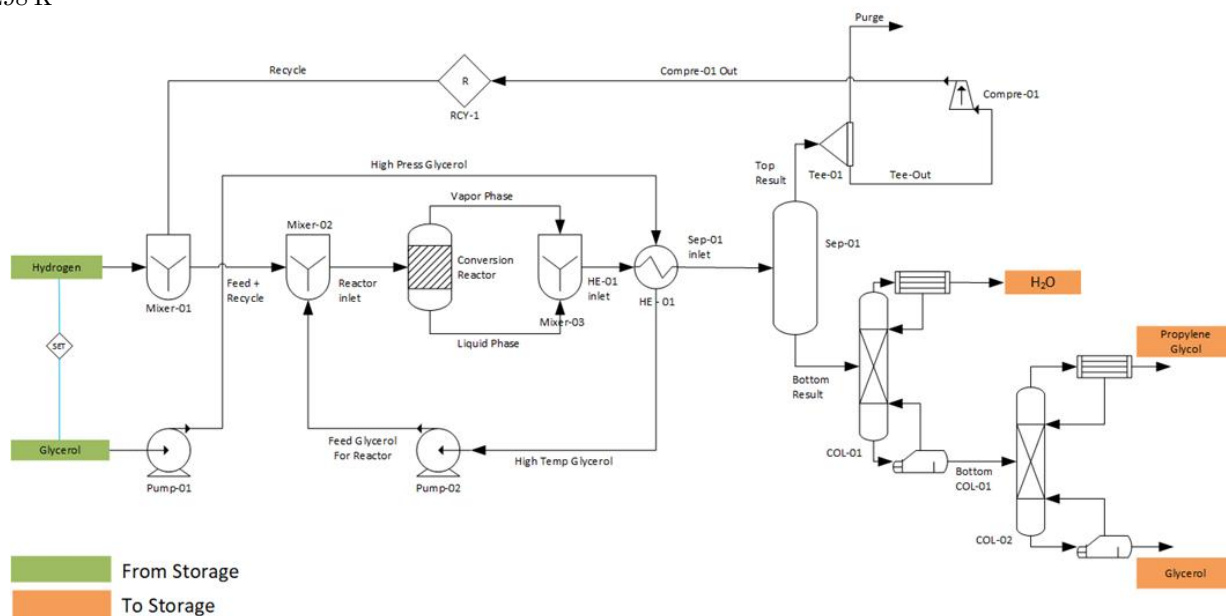 298 K
Purge
Recycle
Compre-01 Out
R
Compre-01
RCY-1
High Press Glycerol
Top
Result
Tee-01
Tee-Out
Mixer-02
Vapor Phase
Sep-01
inlet
Sep-01
Hydrogen
Conversion
Reactor
Feed +
Recycle
Reactor
inlet
HE-01
inlet
Mixer-01
HE - 01
Mixer-03
Liquid Phase
H₂O
SET
Propylene
Glycol
Bottom
Result
Glycerol
Feed Glycerol
For Reactor
High Temp Glycerol
COL-01
Bottom
COL-01
Pump-01
Pump-02
COL-02
Glycerol
From Storage
To Storage